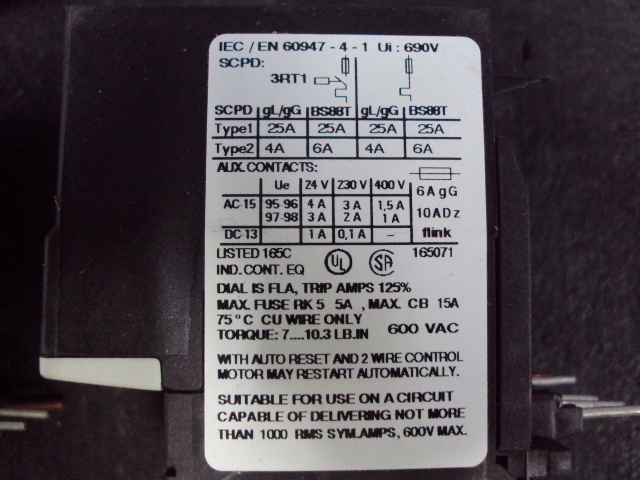 IEC / EN 60947 - 4 - 1 Ui : 690V
SCPD:
3RT1
SCPD gL/gG BS88T gL/gG BS88T
Type1 25A 25A 25A 25A
Type2 4A 6A 4A 6A
AUX. CONTACTS:
Ue 24 V 230 V 400 V
6A gG
AC-15 95-96 4 A 3 A 1,5 A
97-98 3 A 2 A 1 A
10A Dz
DC-13 1 A 0,1 A – flink
LISTED 165C UL SA 165071
IND. CONT. EQ
DIAL IS FLA, TRIP AMPS 125%
MAX. FUSE RK 5 5A , MAX. CB 15A
75°C CU WIRE ONLY
TORQUE: 7....10.3 LB.IN 600 VAC
WITH AUTO RESET AND 2 WIRE CONTROL
MOTOR MAY RESTART AUTOMATICALLY.
SUITABLE FOR USE ON A CIRCUIT
CAPABLE OF DELIVERING NOT MORE
THAN 1000 RMS SYM.AMPS, 600V MAX.